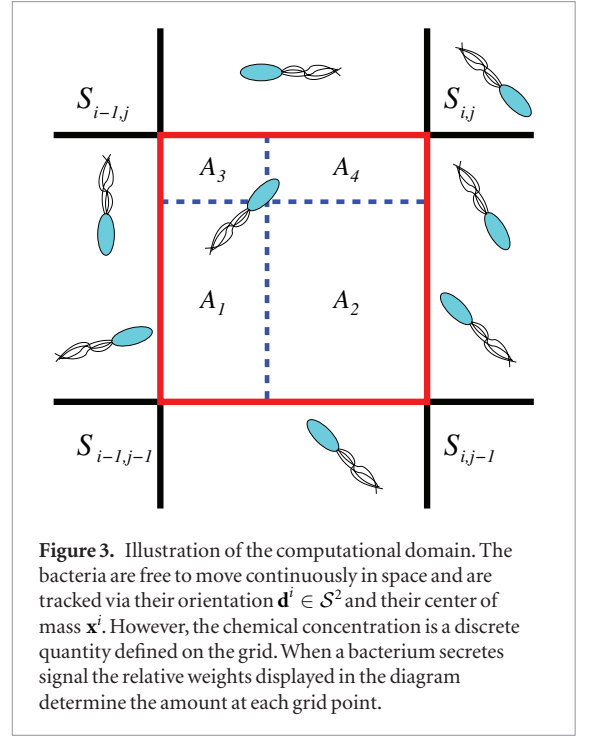 S_{i−1,j}
S_{i,j}
A_3
A_4
A_1
A_2
S_{i−1,j−1}
S_{i,j−1}
Figure 3. Illustration of the computational domain. The
bacteria are free to move continuously in space and are
tracked via their orientation d^i ∈ 𝒮^2 and their center of
mass x^i. However, the chemical concentration is a discrete
quantity defined on the grid. When a bacterium secretes
signal the relative weights displayed in the diagram
determine the amount at each grid point.